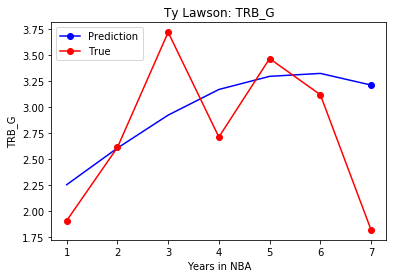 Ty Lawson: TRB_G
Prediction
True
TRB_G
3.75
3.50
3.25
3.00
2.75
2.50
2.25
2.00
1.75
1 2 3 4 5 6 7
Years in NBA